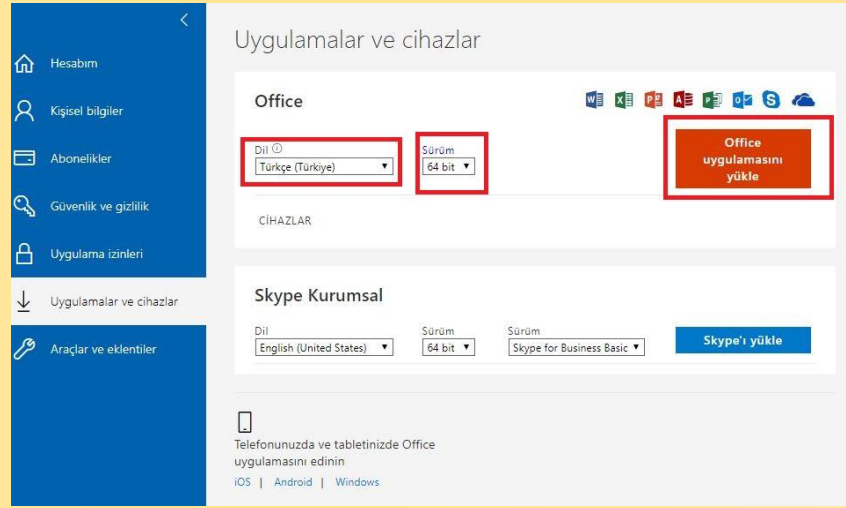 Hesabım
Kişisel bilgiler
Abonelikler
Güvenlik ve gizlilik
Uygulama izinleri
Uygulamalar ve cihazlar
Araçlar ve eklentiler
Uygulamalar ve cihazlar
Office
Dil
Sürüm
Türkçe (Türkiye)
64 bit
Office
uygulamasını
yükle
CİHAZLAR
Skype Kurumsal
Dil
Sürüm
Sürüm
English (United States)
64 bit
Skype for Business Basic
Skype'ı yükle
Telefonunuzda ve tabletinizde Office
uygulamasını edinin
iOS | Android | Windows